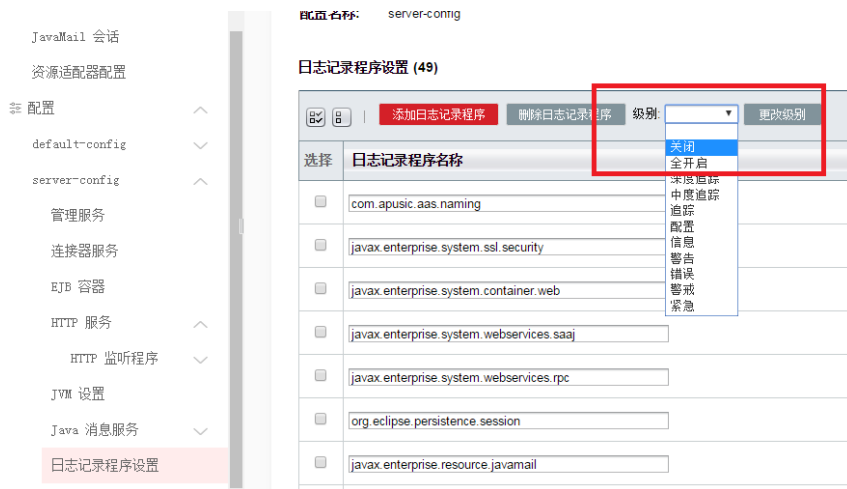 JavaMail 会话
资源适配器配置
配置
default-config
server-config
管理服务
连接器服务
EJB 容器
HTTP 服务
HTTP 监听程序
JVM 设置
Java 消息服务
日志记录程序设置
配置名称: server-config
日志记录程序设置 (49)
添加日志记录程序 删除日志记录程序 级别: 更改级别
关闭
全开启
深度追踪
中度追踪
追踪
配置
信息
警告
错误
警戒
紧急
选择 日志记录程序名称
com.apusic.aas.naming
javax.enterprise.system.ssl.security
javax.enterprise.system.container.web
javax.enterprise.system.webservices.saaj
javax.enterprise.system.webservices.rpc
org.eclipse.persistence.session
javax.enterprise.resource.javamail